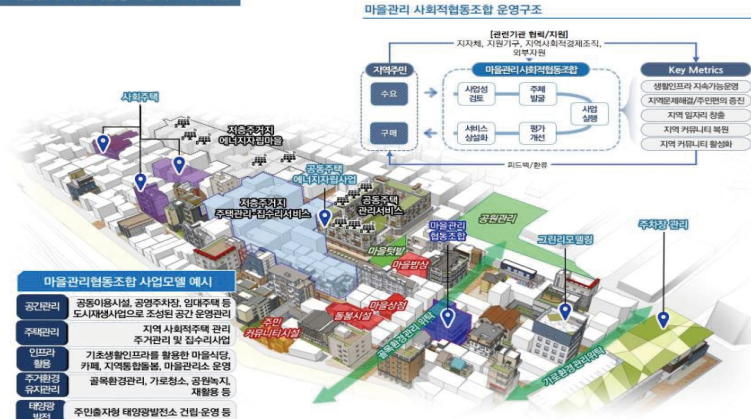 마을관리 사회적협동조합 운영구조
[관련기관 협력/지원]
지자체, 지원기구, 지역사회적경제조직,
외부자원
지역주민
수요
구매
마을관리 사회적협동조합
사업성
검토
주체
발굴
사업
실행
서비스
상설화
평가
개선
피드백/환류
Key Metrics
생활인프라 지속가능운영
지역문제해결/주민편의 증진
지역 일자리 창출
지역 커뮤니티 복원
지역 커뮤니티 활성화
사회주택
저층주거지
에너지자립마을
공동주택
에너지자립사업
저층주거지
주택관리·집수리서비스
공동주택
관리서비스
마을텃밭
마을밥상
마을관리
협동조합
공원관리
그린리모델링
주차장 관리
마을상점
돌봄시설
주민
커뮤니티시설
골목환경관리 위탁
가로환경관리위탁
마을관리협동조합 사업모델 예시
공간관리
공동이용시설, 공영주차장, 임대주택 등
도시재생사업으로 조성된 공간 운영관리
주택관리
지역 사회적주택 관리
주거관리 및 집수리사업
인프라
활용
기초생활인프라를 활용한 마을식당,
카페, 지역통합돌봄, 마을관리소 운영
주거환경
유지관리
골목환경관리, 가로청소, 공원녹지,
재활용 등
태양광
발전
주민출자형 태양광발전소 건립·운영 등